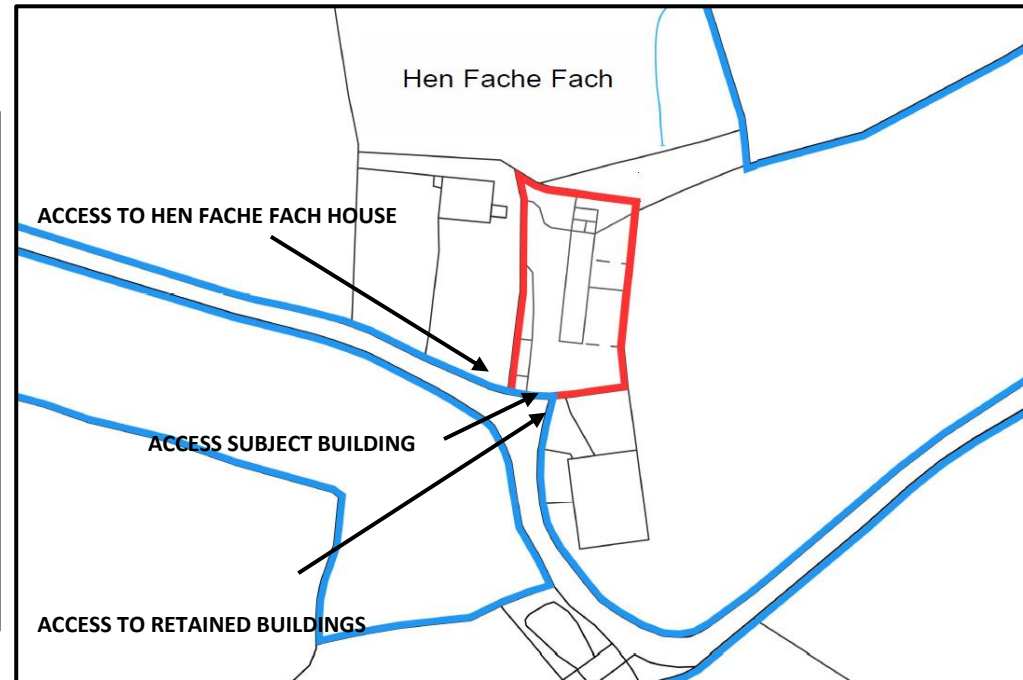 Hen Fache Fach
ACCESS TO HEN FACHE FACH HOUSE
ACCESS SUBJECT BUILDING
ACCESS TO RETAINED BUILDINGS